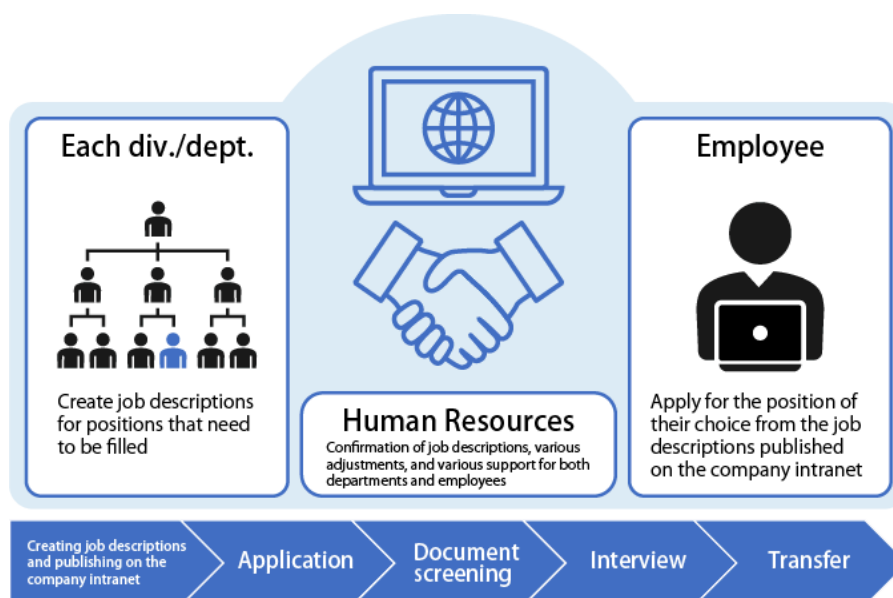 Each div./dept.
Create job descriptions
for positions that need
to be filled
Human Resources
Confirmation of job descriptions, various
adjustments, and various support for both
departments and employees
Employee
Apply for the position of
their choice from the job
descriptions published
on the company intranet
Creating job descriptions
and publishing on the
company intranet
Application
Document
screening
Interview
Transfer